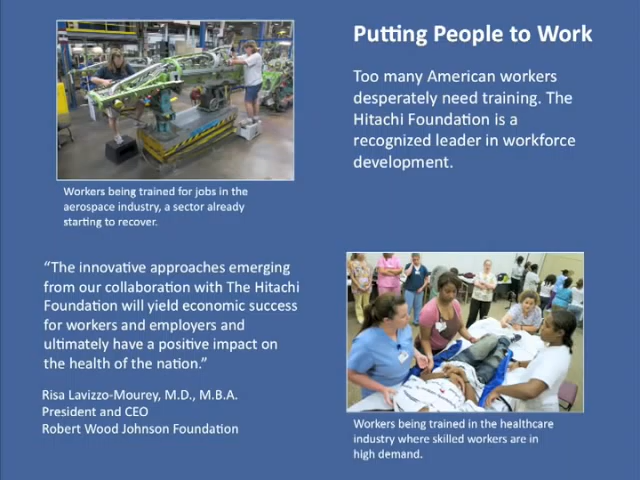 Putting People to Work
Too many American workers
desperately need training. The
Hitachi Foundation is a
recognized leader in workforce
development.
Workers being trained for jobs in the
aerospace industry, a sector already
starting to recover.
“The innovative approaches emerging
from our collaboration with The Hitachi
Foundation will yield economic success
for workers and employers and
ultimately have a positive impact on
the health of the nation.”
Risa Lavizzo-Mourey, M.D., M.B.A.
President and CEO
Robert Wood Johnson Foundation
Workers being trained in the healthcare
industry where skilled workers are in
high demand.